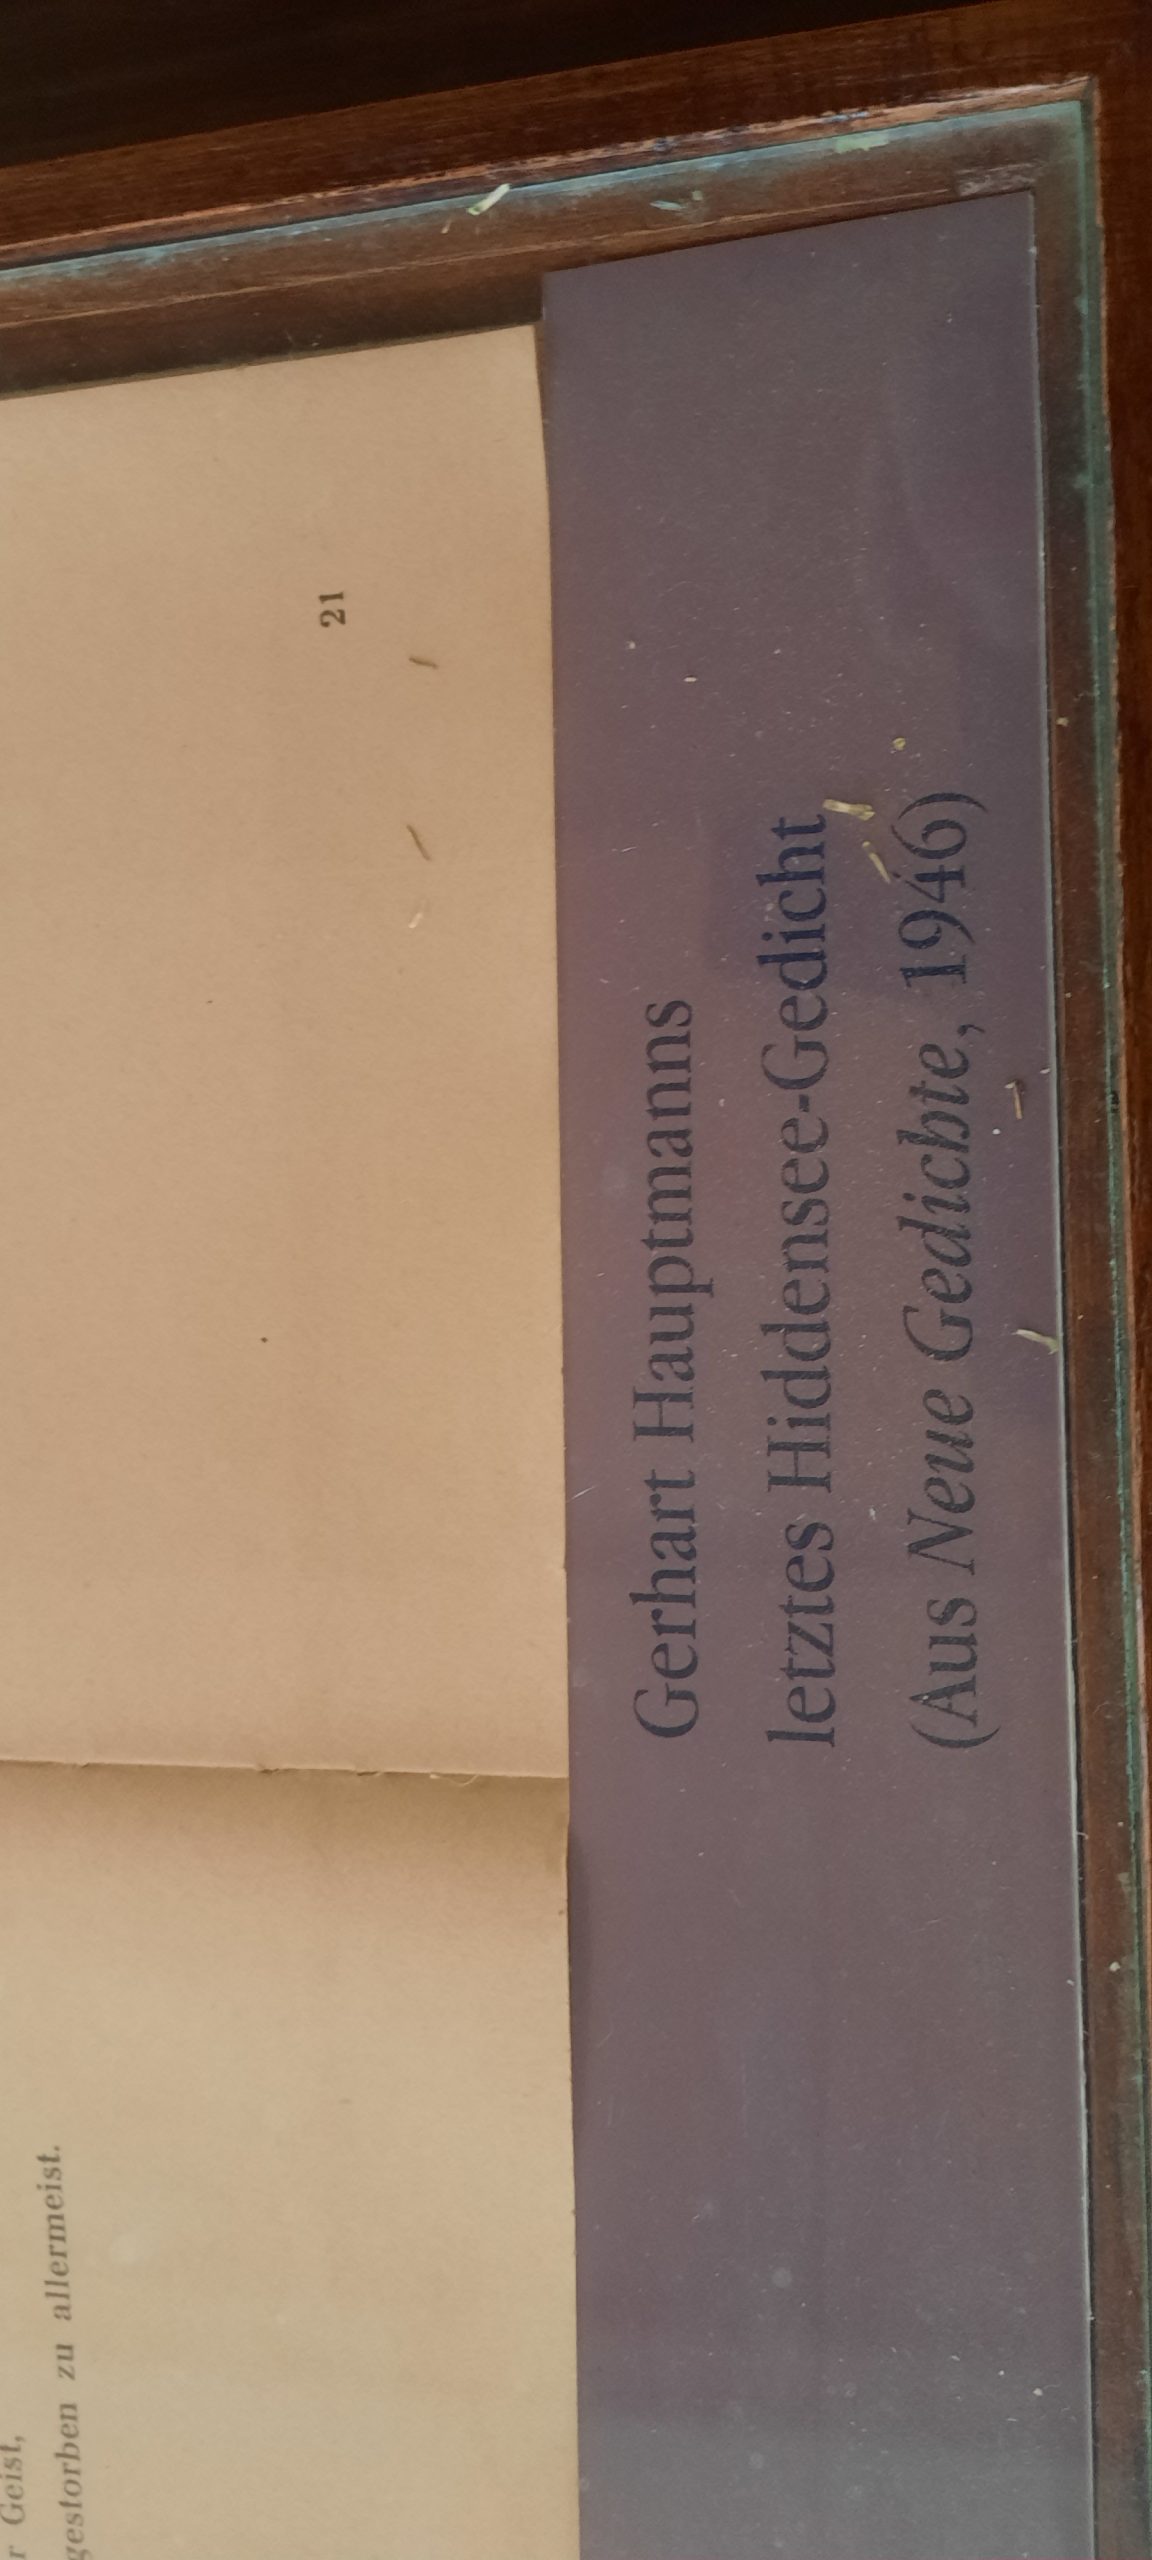 r Geist,
gestorben zu allermeist.
21
Gerhart Hauptmanns
letztes Hiddensee-Gedicht
(Aus Neue Gedichte, 1946)